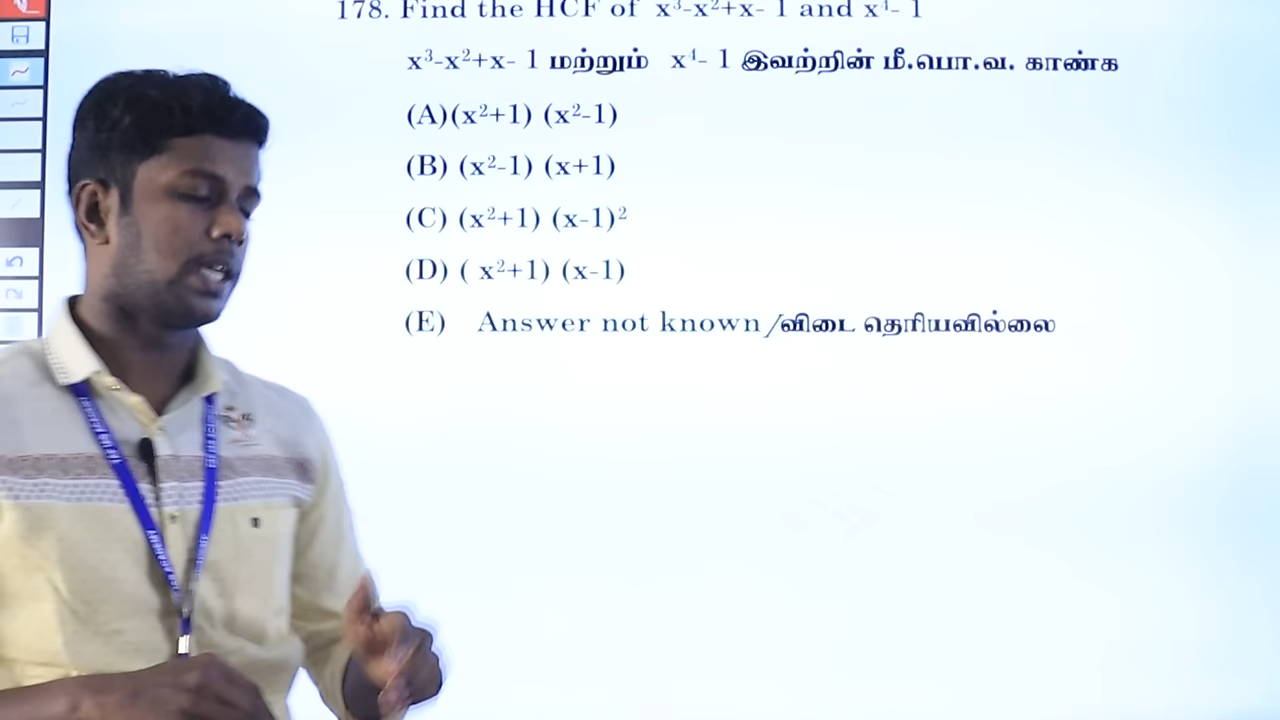 178. Find the HCF of x³-x²+x- 1 and x⁴- 1
x³-x²+x- 1 மற்றும் x⁴- 1 இவற்றின் மீ.பொ.வ. காண்க
(A)(x²+1) (x²-1)
(B) (x²-1) (x+1)
(C) (x²+1) (x-1)²
(D) ( x²+1) (x-1)
(E) Answer not known/விடை தெரியவில்லை